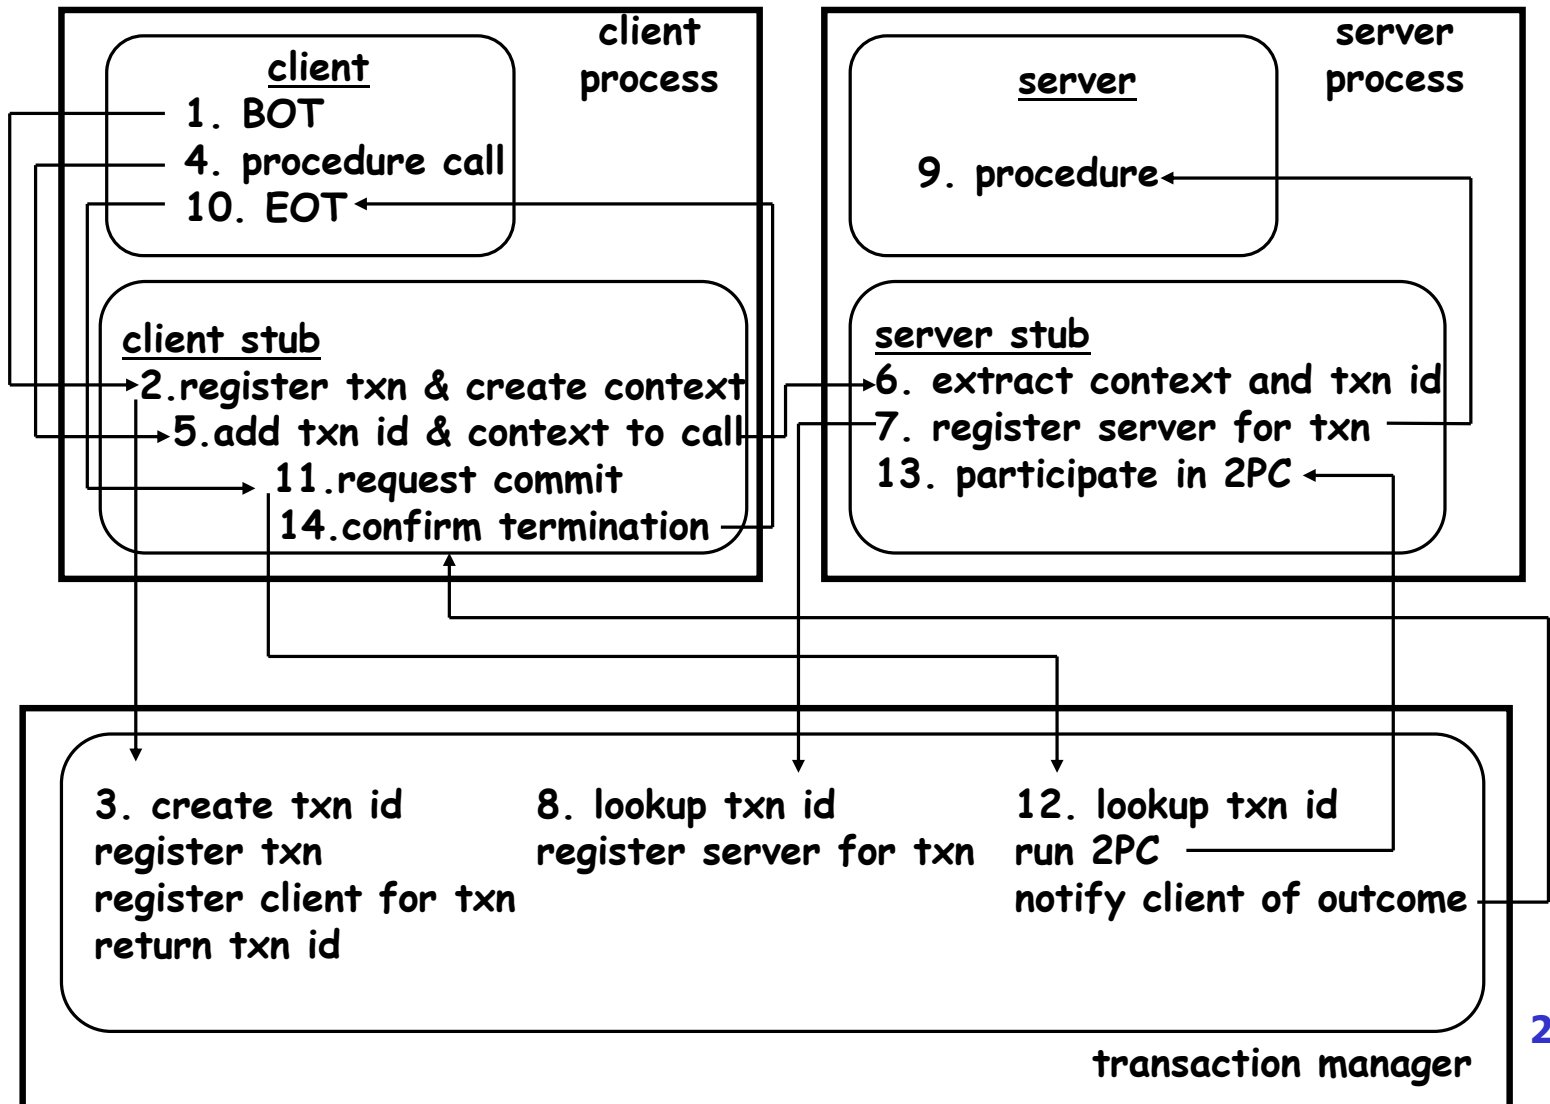 client
process
client
1. BOT
4. procedure call
10. EOT
client stub
2.register txn & create context
5.add txn id & context to call
11.request commit
14.confirm termination
server
process
server
9. procedure
server stub
6. extract context and txn id
7. register server for txn
13. participate in 2PC
3. create txn id
register txn
register client for txn
return txn id
8. lookup txn id
register server for txn
12. lookup txn id
run 2PC
notify client of outcome
transaction manager
2